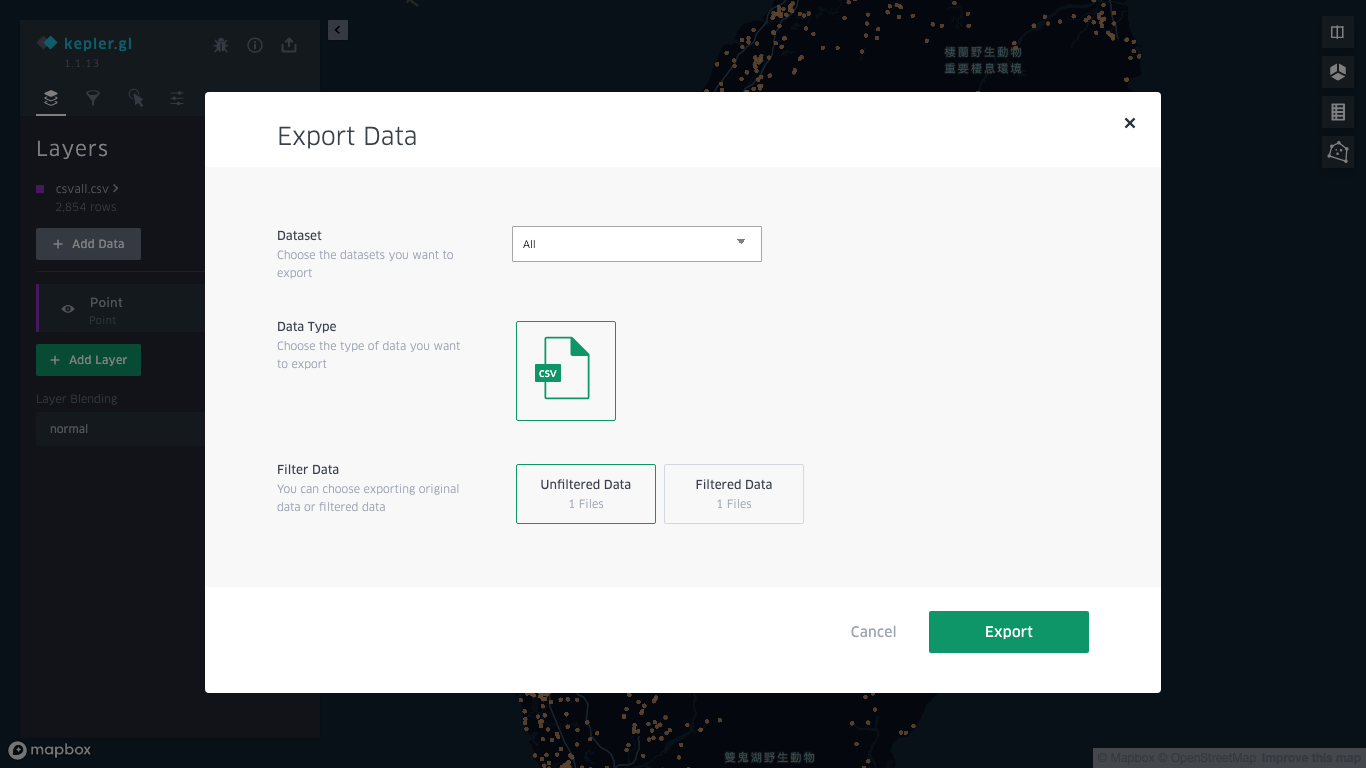 kepler.gl
1.1.13
Layers
csvall.csv
2,854 rows
+ Add Data
Point
Point
+ Add Layer
Layer Blending
normal
棲蘭野生動物
重要棲息環境
Export Data
Dataset
Choose the datasets you want to
export
All
Data Type
Choose the type of data you want
to export
CSV
Filter Data
You can choose exporting original
data or filtered data
Unfiltered Data
1 Files
Filtered Data
1 Files
Cancel
Export
雙鬼湖野生動物
mapbox
© Mapbox © OpenStreetMap Improve this map